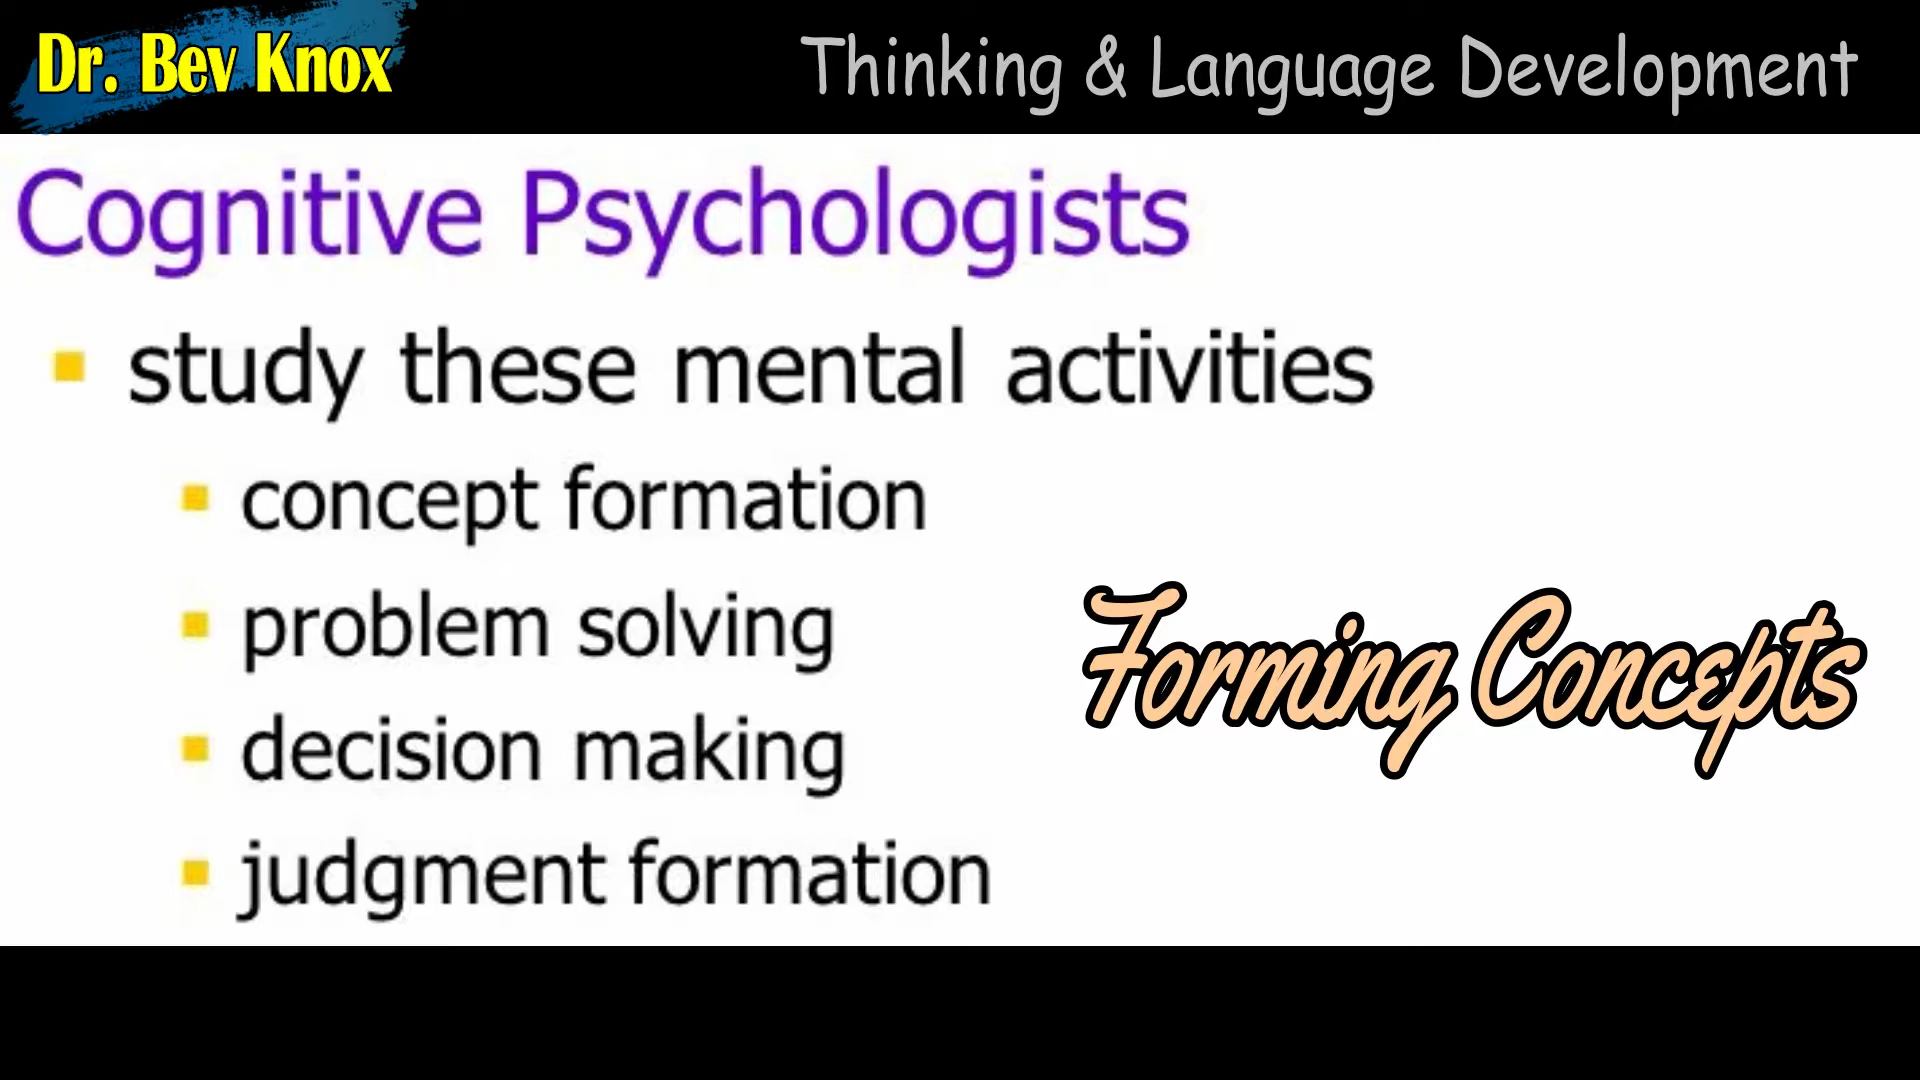 Dr. Bev Knox
Thinking & Language Development
Cognitive Psychologists
study these mental activities
concept formation
problem solving
Forming Concepts
decision making
judgment formation